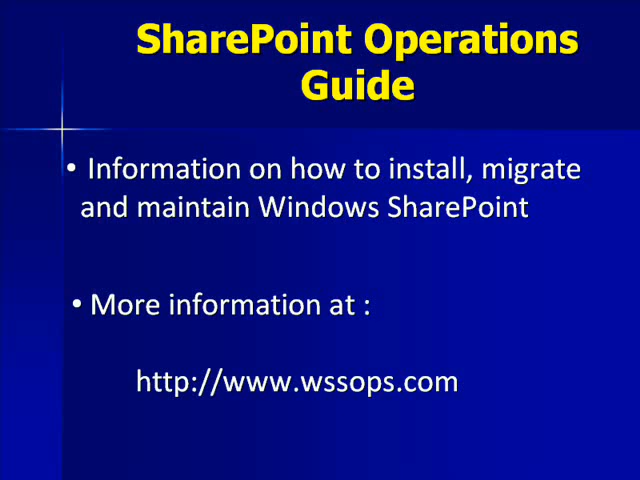 SharePoint Operations
Guide
• Information on how to install, migrate
and maintain Windows SharePoint
• More information at :
http://www.wssops.com